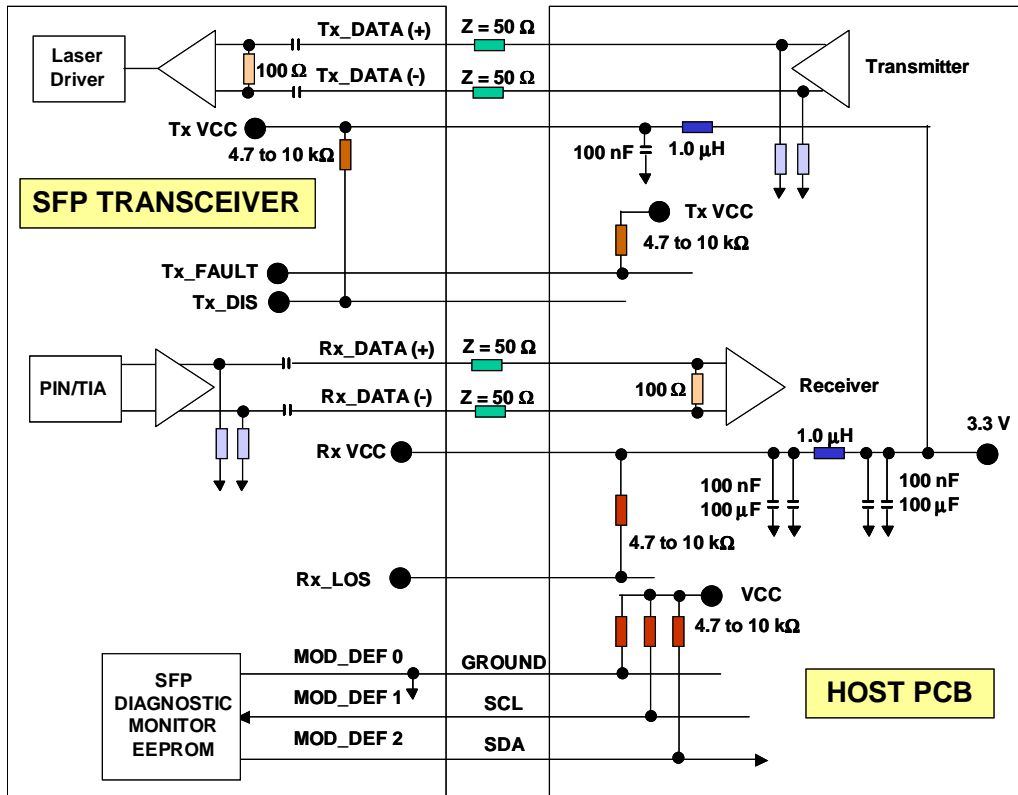 Laser
Driver
Tx_DATA (+)
Z = 50 Ω
100 Ω
Tx_DATA (-)
Z = 50 Ω
Transmitter
Tx VCC
4.7 to 10 kΩ
100 nF
1.0 µH
SFP TRANSCEIVER
Tx VCC
4.7 to 10 kΩ
Tx_FAULT
Tx_DIS
PIN/TIA
Rx_DATA (+)
Z = 50 Ω
100 Ω
Receiver
Rx_DATA (-)
Z = 50 Ω
Rx VCC
1.0 µH
3.3 V
100 nF
100 µF
100 nF
100 µF
4.7 to 10 kΩ
Rx_LOS
VCC
4.7 to 10 kΩ
SFP
DIAGNOSTIC
MONITOR
EEPROM
MOD_DEF 0
GROUND
MOD_DEF 1
SCL
MOD_DEF 2
SDA
HOST PCB